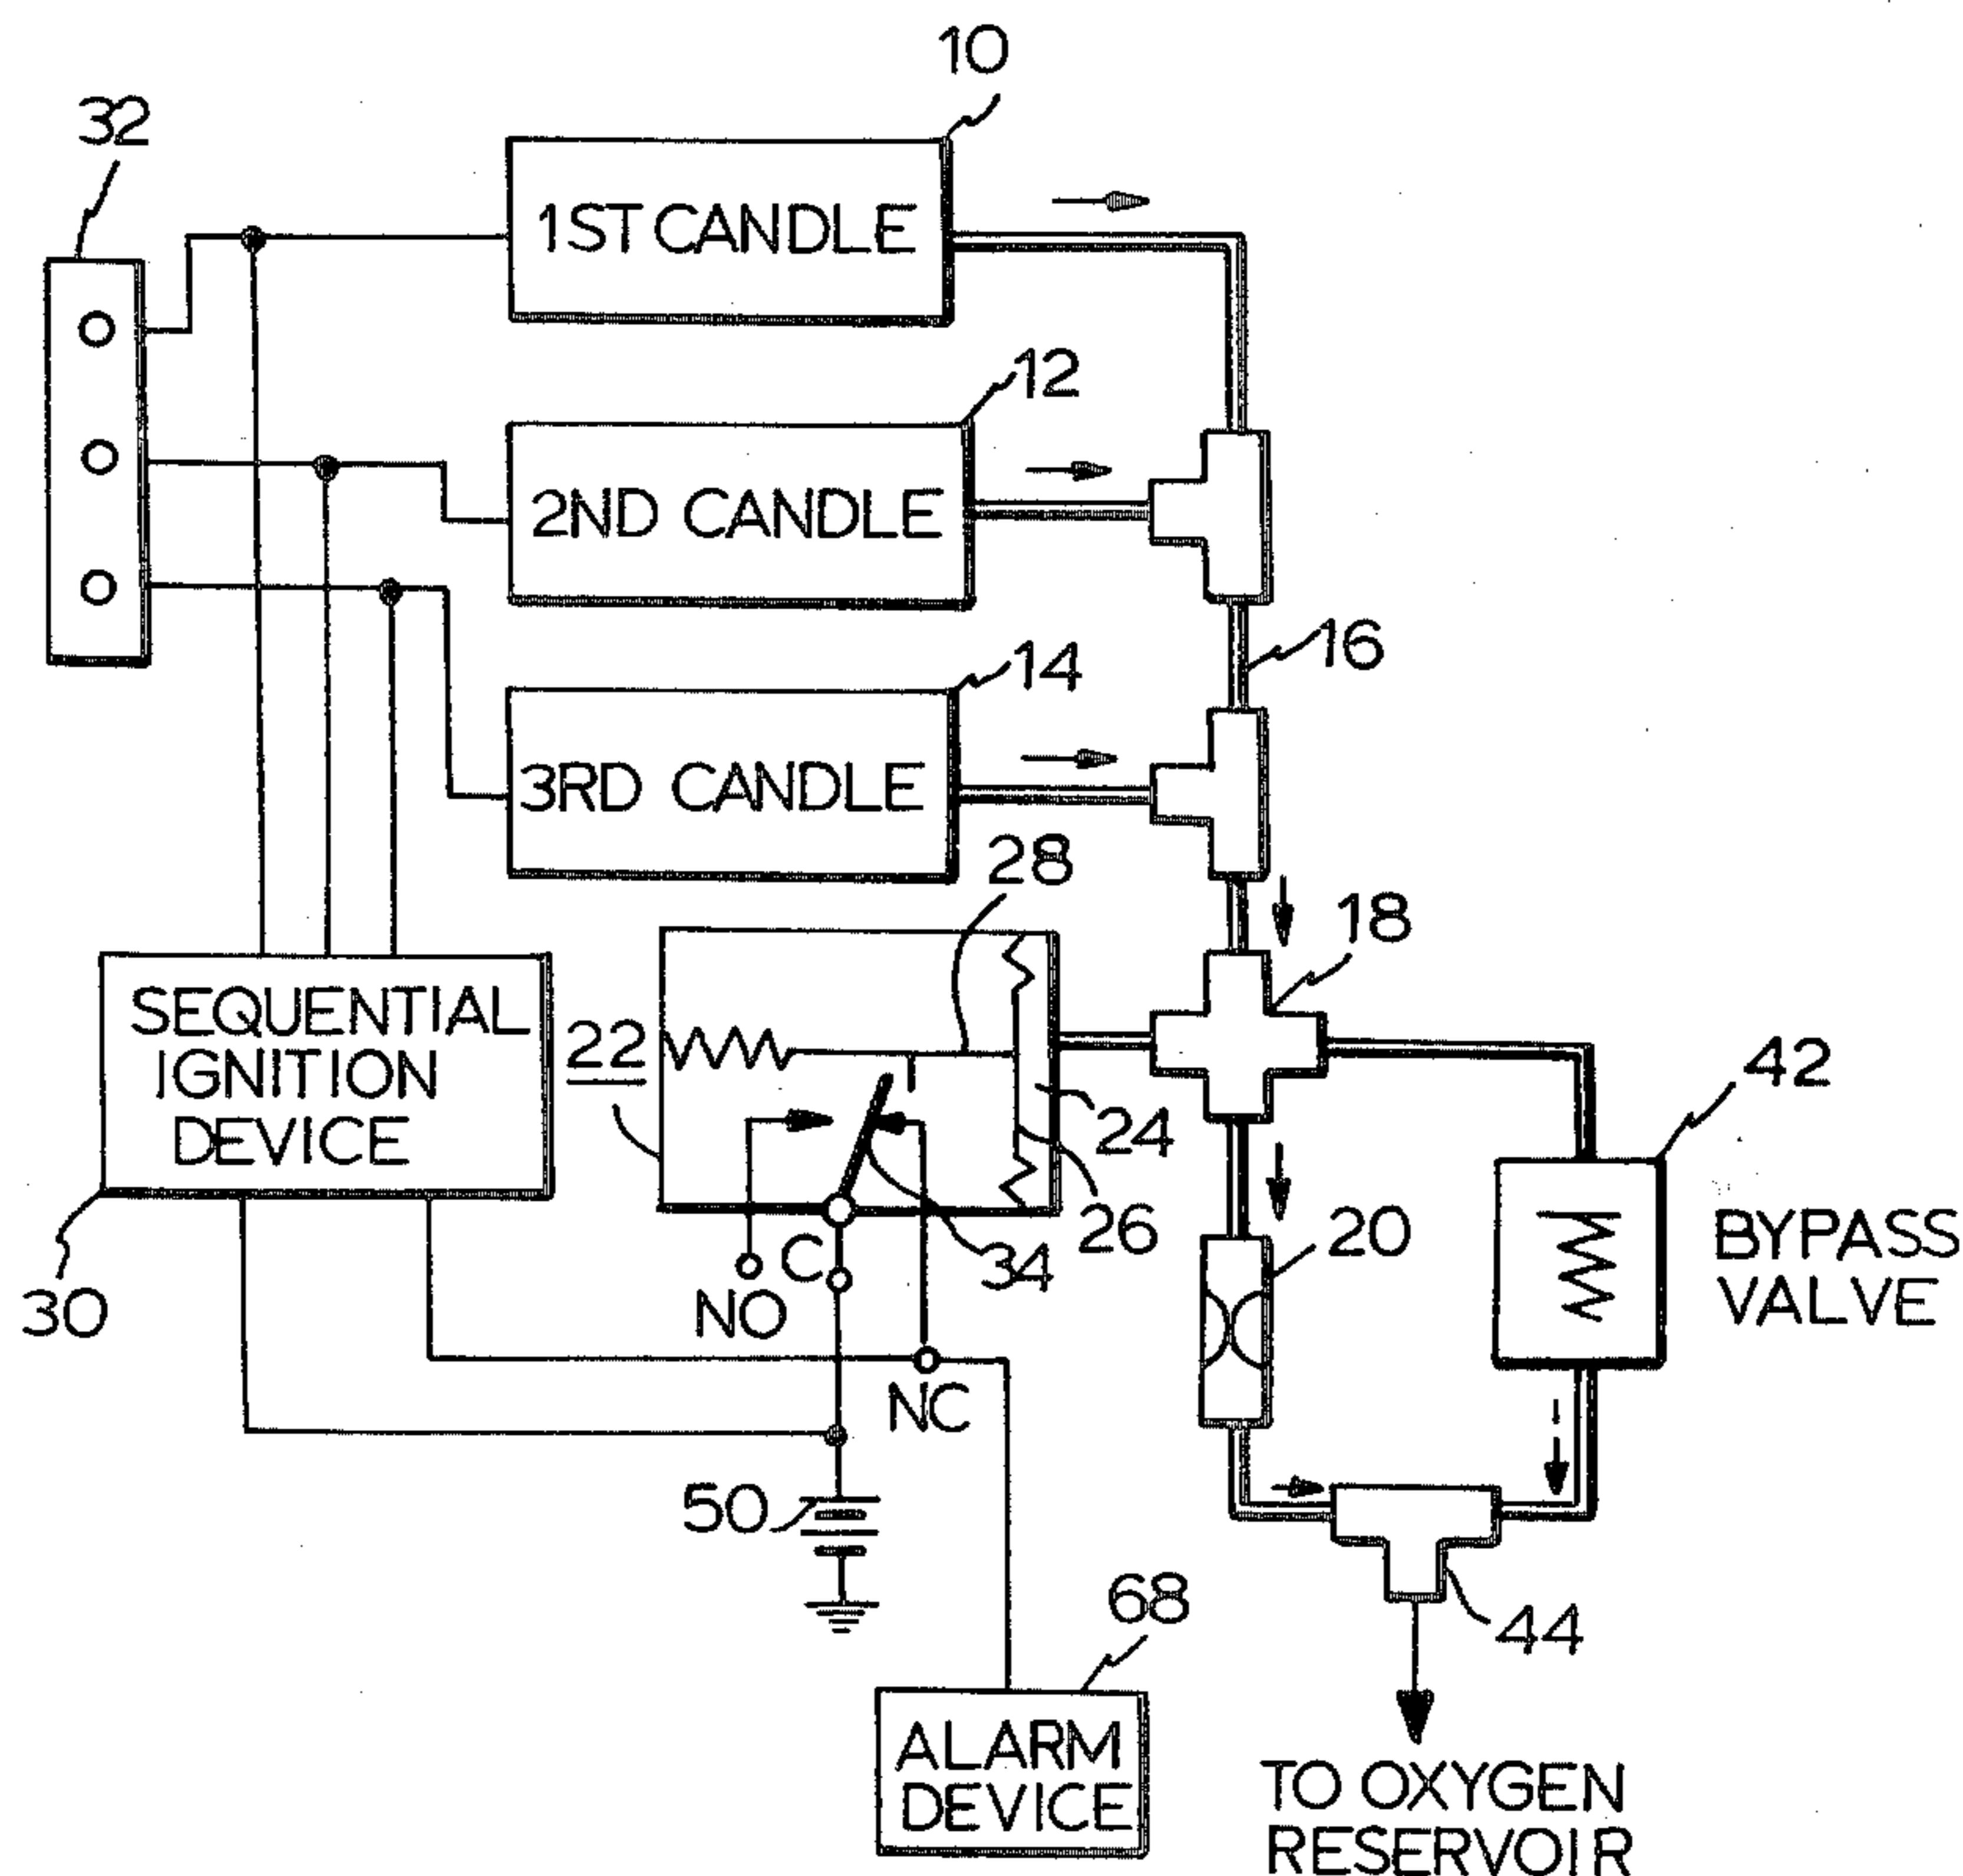 10
32
1ST CANDLE
12
2ND CANDLE
16
14
3RD CANDLE
28
18
SEQUENTIAL
IGNITION
DEVICE
22
42
24
26
34
20
BYPASS
VALVE
30
C
NO
NC
50
44
68
ALARM
DEVICE
TO OXYGEN
RESERVOIR